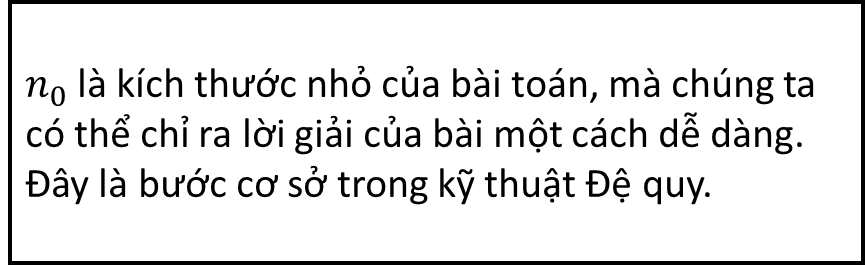 n₀ là kích thước nhỏ của bài toán, mà chúng ta
có thể chỉ ra lời giải của bài một cách dễ dàng.
Đây là bước cơ sở trong kỹ thuật Đệ quy.